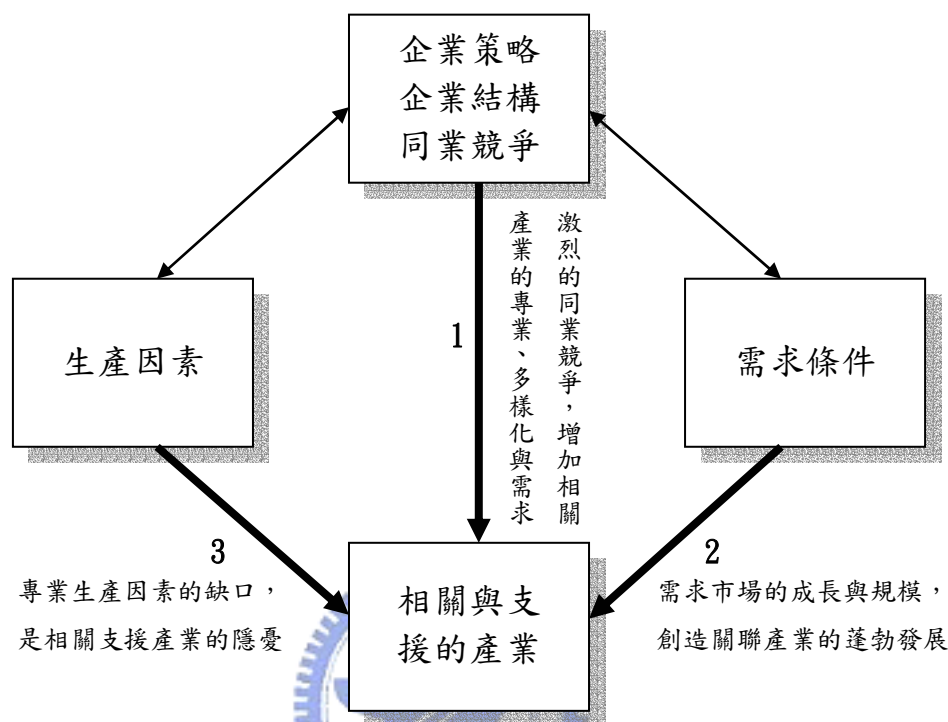 企業策略
企業結構
同業競爭
激烈的同業競爭，增加相關
產業的專業、多樣化與需求
1
生產因素
需求條件
3
專業生產因素的缺口，
是相關支援產業的隱憂
相關與支
援的產業
2
需求市場的成長與規模，
創造關聯產業的蓬勃發展